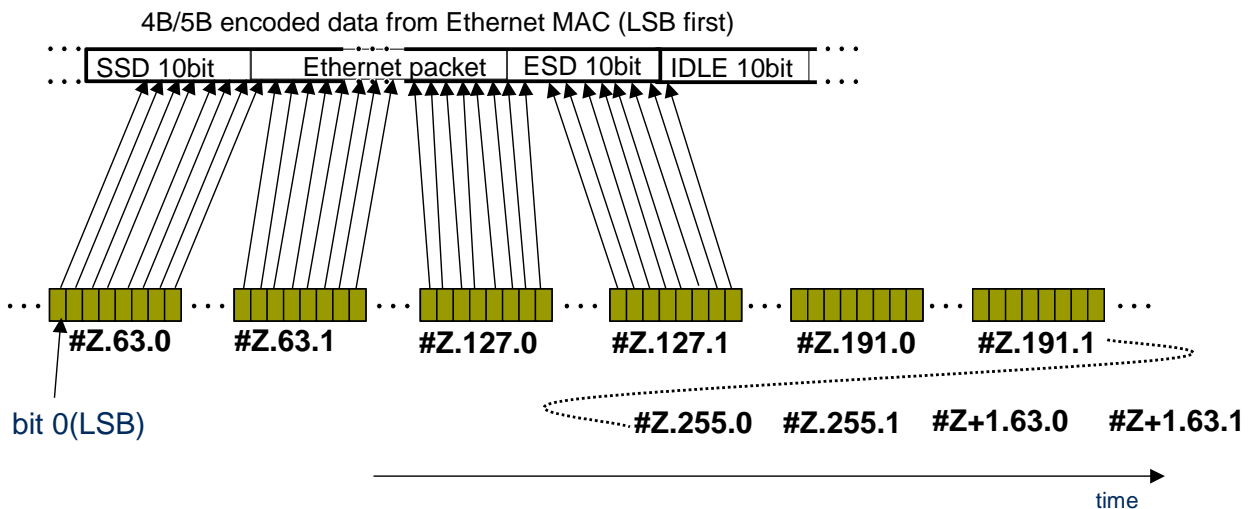 4B/5B encoded data from Ethernet MAC (LSB first)
SSD 10bit Ethernet packet ESD 10bit IDLE 10bit
#Z.63.0 #Z.63.1 #Z.127.0 #Z.127.1 #Z.191.0 #Z.191.1
bit 0(LSB)
#Z.255.0 #Z.255.1 #Z+1.63.0 #Z+1.63.1
time